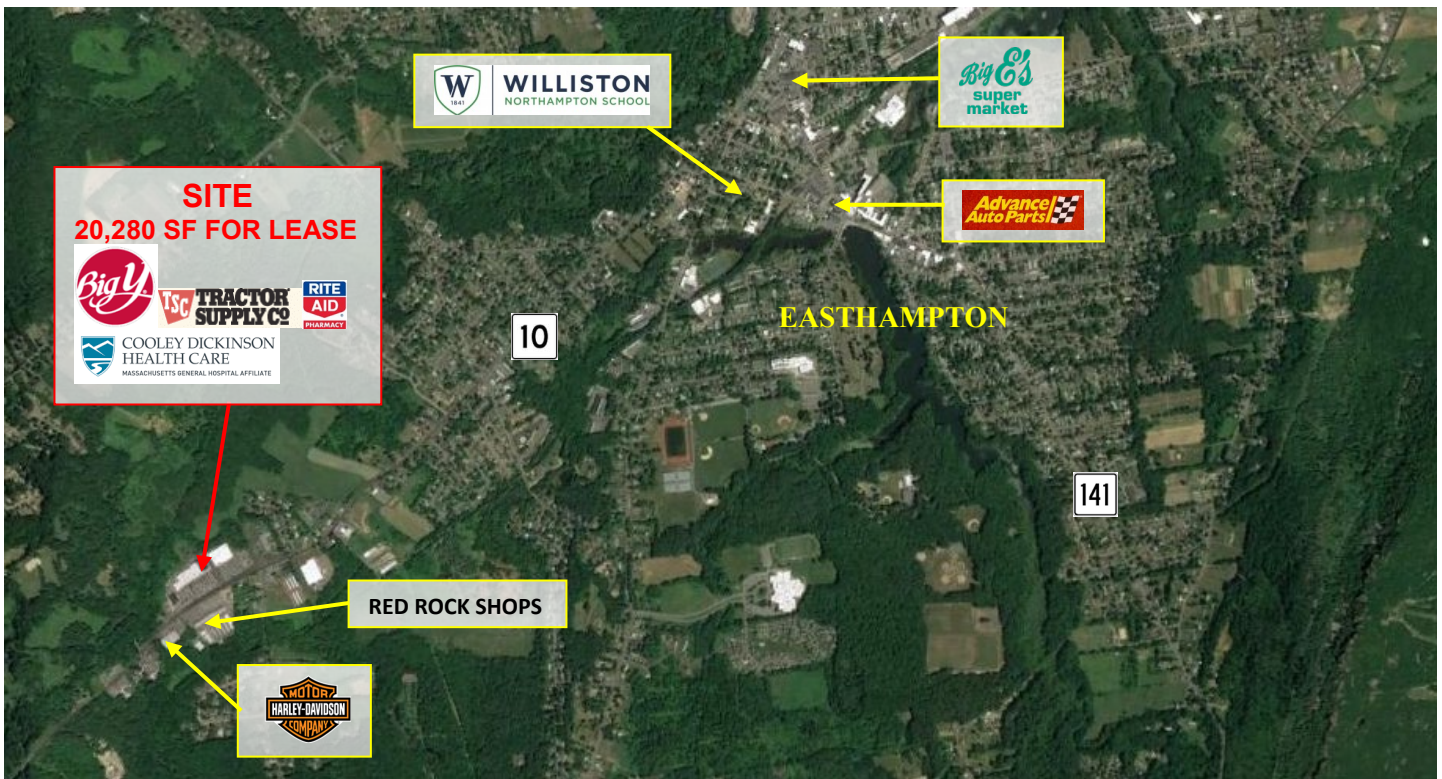 W
1841
WILLISTON
NORTHAMPTON SCHOOL
Big E's
super
market
SITE
20,280 SF FOR LEASE
Big Y
TSC TRACTOR
SUPPLY CO
RITE
AID
PHARMACY
COOLEY DICKINSON
HEALTH CARE
MASSACHUSETTS GENERAL HOSPITAL AFFILIATE
Advance
Auto Parts
EASTHAMPTON
10
141
RED ROCK SHOPS
MOTOR
HARLEY-DAVIDSON
COMPANY